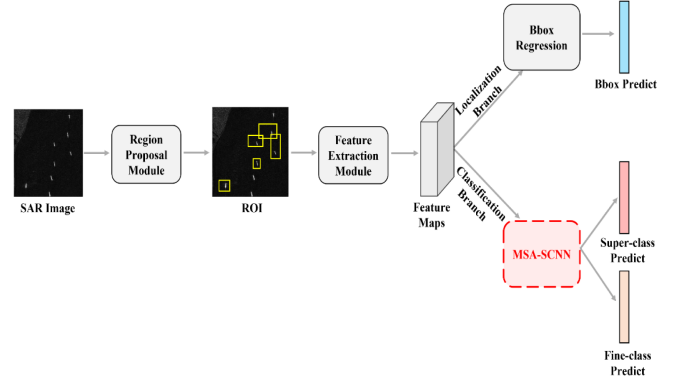 Bbox
Regression
Bbox Predict
Localization
Branch
Region
Proposal
Module
Feature
Extraction
Module
SAR Image
ROI
Feature
Maps
Classification
Branch
MSA-SCNN
Super-class
Predict
Fine-class
Predict